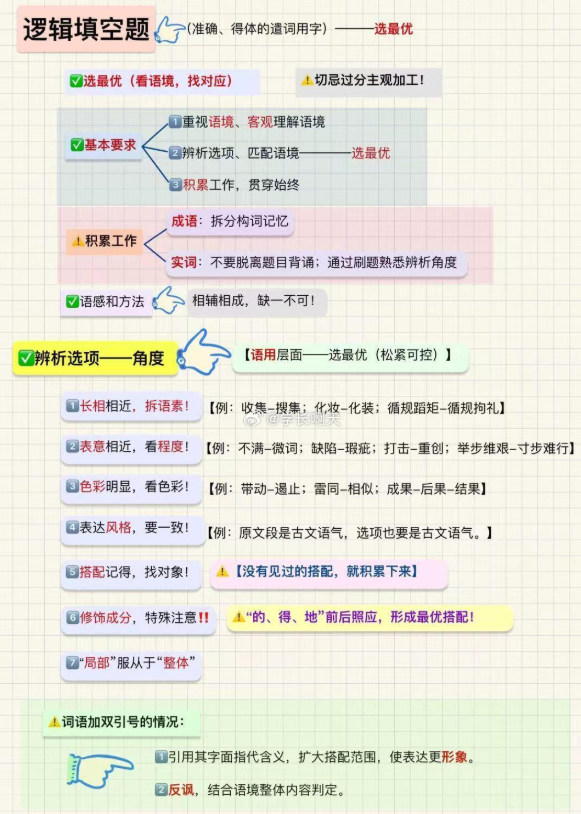 逻辑填空题 (准确、得体的遣词用字) ———选最优
✅选最优（看语境，找对应） ⚠️切忌过分主观加工！
1️⃣重视语境、客观理解语境
✅基本要求
2️⃣辨析选项、匹配语境————选最优
3️⃣积累工作，贯穿始终
成语：拆分构词记忆
⚠️积累工作
实词：不要脱离题目背诵；通过刷题熟悉辨析角度
✅语感和方法 相辅相成，缺一不可！
✅辨析选项——角度 【语用层面——选最优（松紧可控）】
1️⃣长相相近，拆语素！【例：收集–搜集；化妆–化装；循规蹈矩–循规拘礼】
@学长啊天
2️⃣表意相近，看程度！【例：不满–微词；缺陷–瑕疵；打击–重创；举步维艰–寸步难行】
3️⃣色彩明显，看色彩！【例：带动–遏止；雷同–相似；成果–后果–结果】
4️⃣表达风格，要一致！【例：原文段是古文语气，选项也要是古文语气。】
5️⃣搭配记得，找对象！ ⚠️【没有见过的搭配，就积累下来】
6️⃣修饰成分，特殊注意‼️ ⚠️“的、得、地”前后照应，形成最优搭配！
7️⃣“局部”服从于“整体”
⚠️词语加双引号的情况：
1️⃣引用其字面指代含义，扩大搭配范围，使表达更形象。
2️⃣反讽，结合语境整体内容判定。